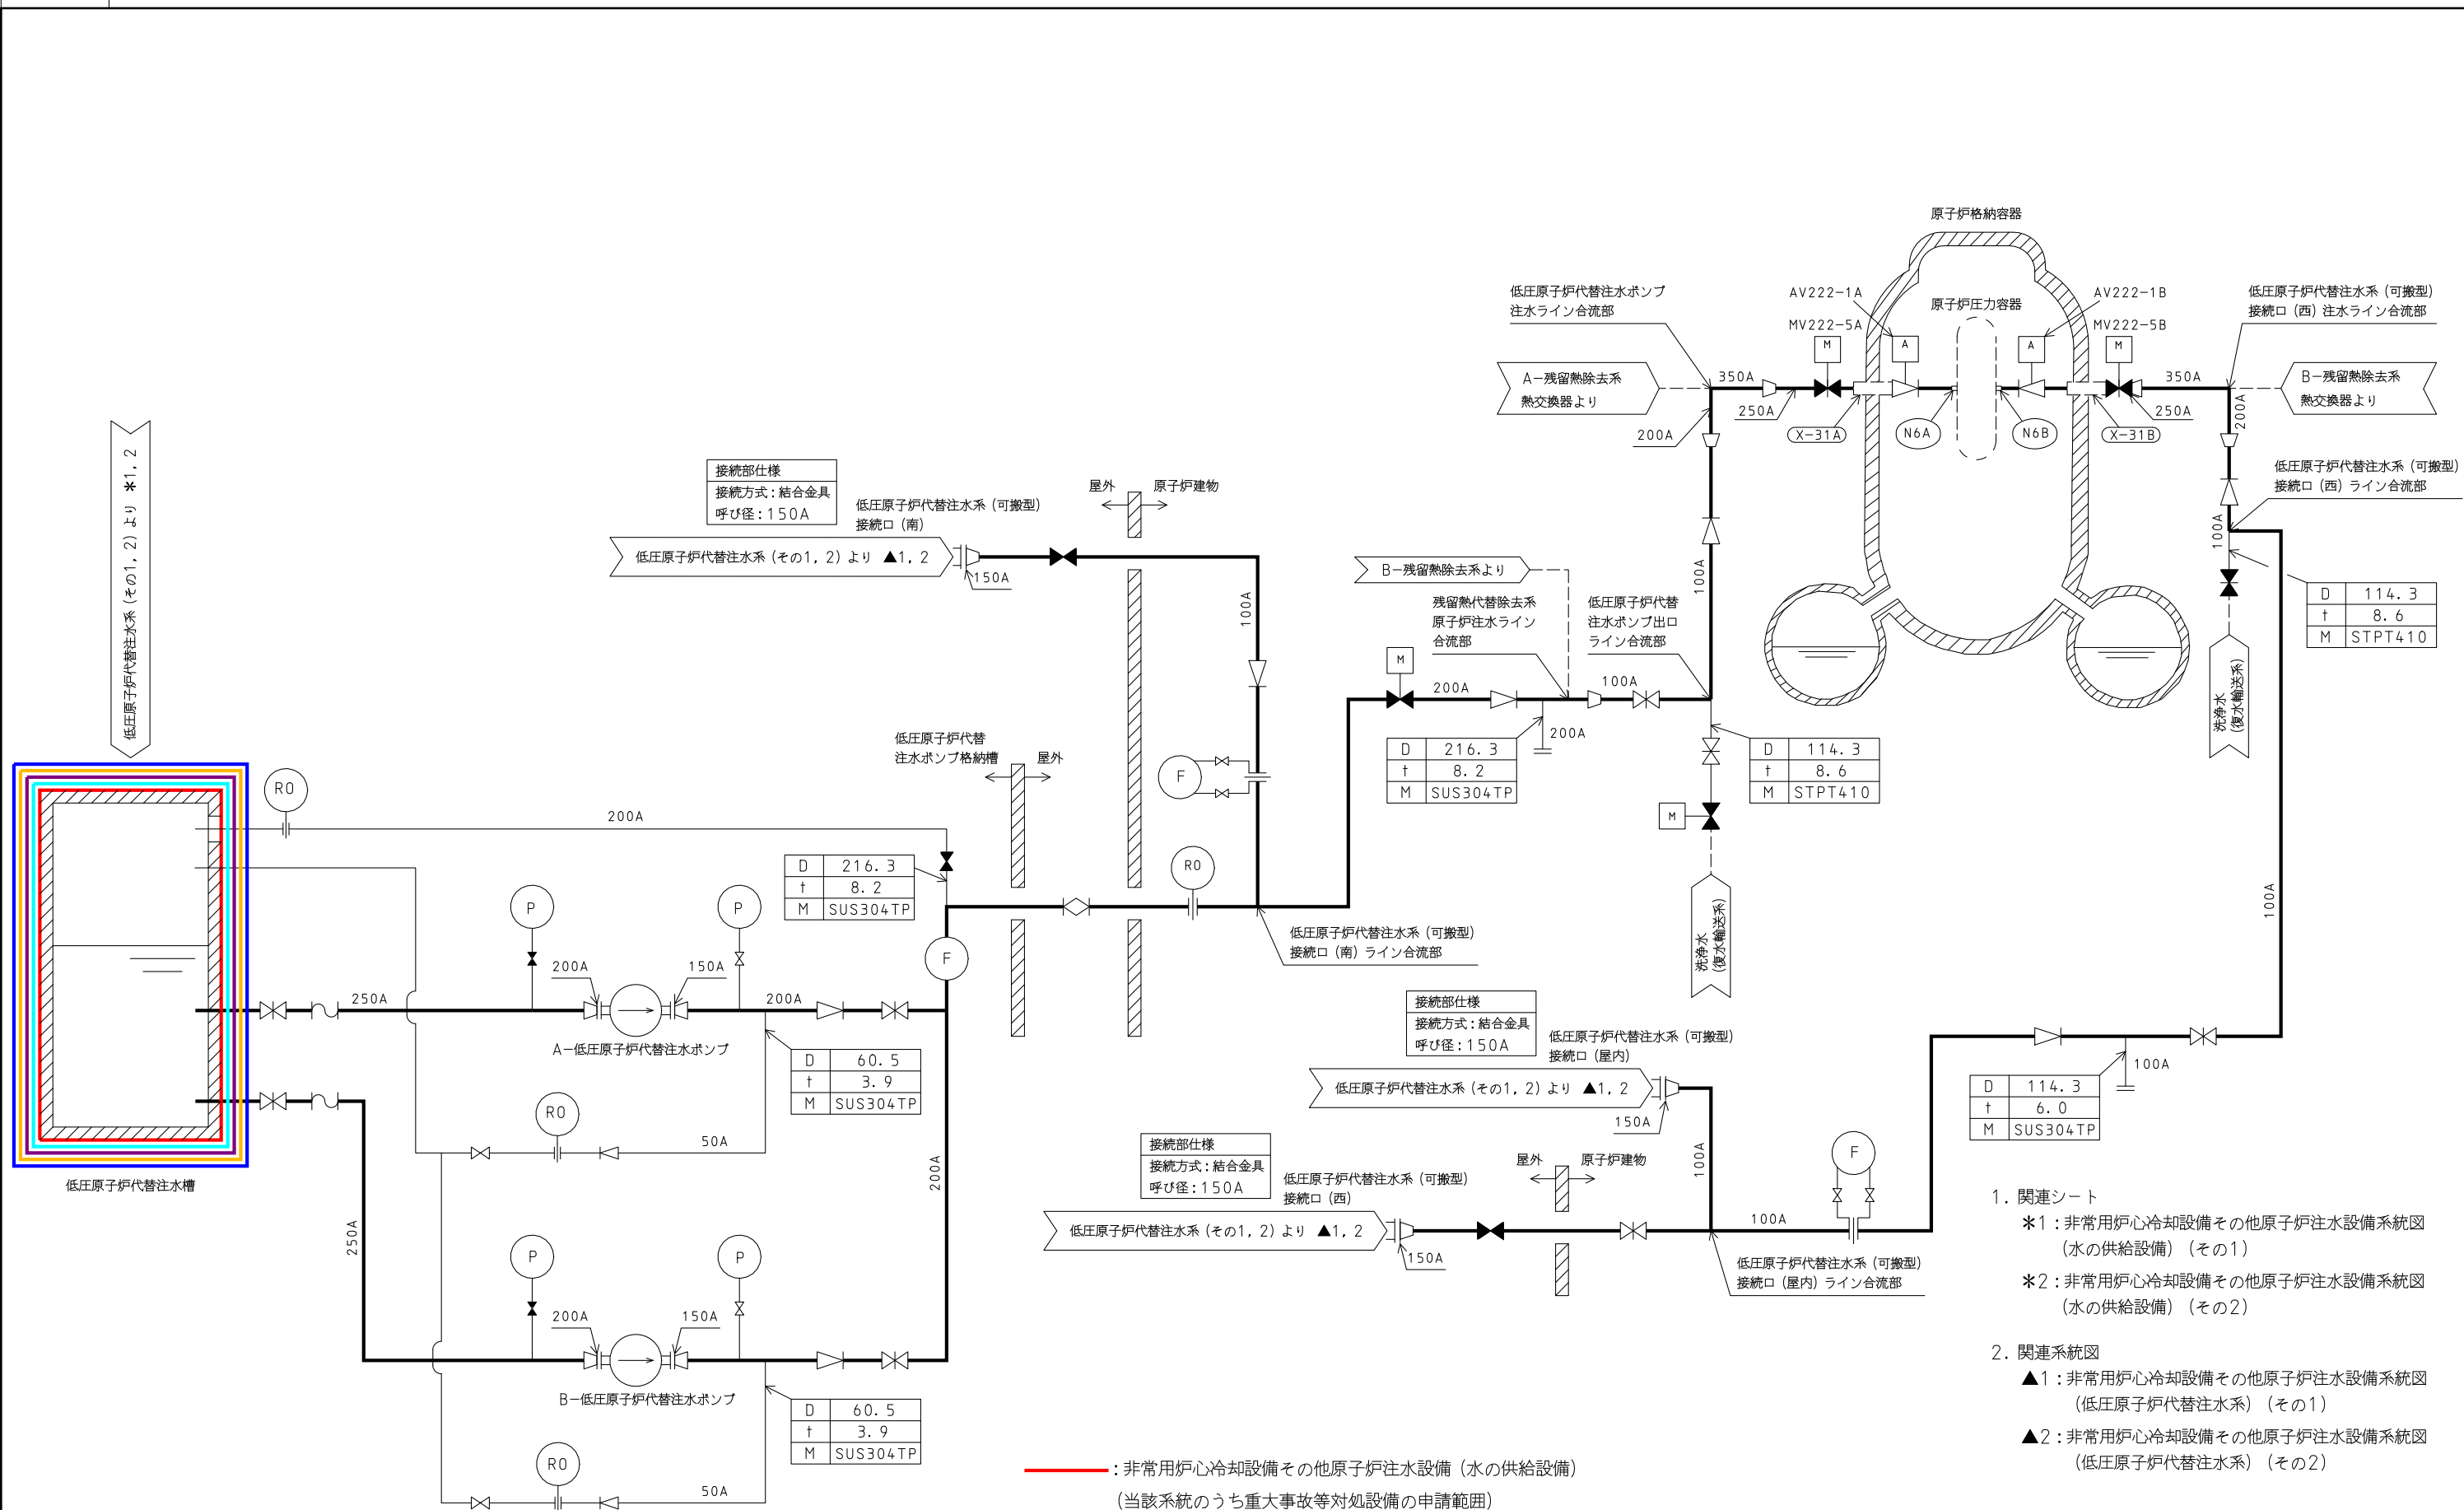 原子炉格納容器
低圧原子炉代替注水ポンプ
注水ライン合流部
AV222-1A
MV222-5A
原子炉圧力容器
AV222-1B
MV222-5B
低圧原子炉代替注水系(可搬型)
接続口(西)注水ライン合流部
M
A
A
M
A-残留熱除去系
熱交換器より
350A
250A
200A
X-31A
N6A
N6B
X-31B
350A
250A
200A
B-残留熱除去系
熱交換器より
低圧原子炉代替注水系(可搬型)
接続口(西)ライン合流部
100A
D 114.3
t 8.6
M STPT410
洗浄水
(復水輸送系)
低圧原子炉代替注水系(その1,2)より *1,2
接続部仕様
接続方式:結合金具
呼び径:150A
低圧原子炉代替注水系(可搬型)
接続口(南)
低圧原子炉代替注水系(その1,2)より ▲1,2
150A
屋外
原子炉建物
100A
B-残留熱除去系より
残留熱代替除去系
原子炉注水ライン
合流部
低圧原子炉代替
注水ポンプ出口
ライン合流部
100A
M
200A
100A
200A
D 216.3
t 8.2
M SUS304TP
D 114.3
t 8.6
M STPT410
M
洗浄水
(復水輸送系)
低圧原子炉代替
注水ポンプ格納槽
屋外
F
RO
RO
200A
D 216.3
t 8.2
M SUS304TP
低圧原子炉代替注水系(可搬型)
接続口(南)ライン合流部
P
P
F
250A
200A
150A
200A
A-低圧原子炉代替注水ポンプ
D 60.5
t 3.9
M SUS304TP
RO
50A
低圧原子炉代替注水槽
250A
200A
P
P
200A
150A
B-低圧原子炉代替注水ポンプ
D 60.5
t 3.9
M SUS304TP
RO
50A
接続部仕様
接続方式:結合金具
呼び径:150A
低圧原子炉代替注水系(可搬型)
接続口(屋内)
低圧原子炉代替注水系(その1,2)より ▲1,2
150A
100A
接続部仕様
接続方式:結合金具
呼び径:150A
低圧原子炉代替注水系(可搬型)
接続口(西)
低圧原子炉代替注水系(その1,2)より ▲1,2
150A
屋外
原子炉建物
100A
低圧原子炉代替注水系(可搬型)
接続口(屋内)ライン合流部
F
100A
100A
D 114.3
t 6.0
M SUS304TP
1.関連シート
*1:非常用炉心冷却設備その他原子炉注水設備系統図
(水の供給設備)(その1)
*2:非常用炉心冷却設備その他原子炉注水設備系統図
(水の供給設備)(その2)
2.関連系統図
▲1:非常用炉心冷却設備その他原子炉注水設備系統図
(低圧原子炉代替注水系)(その1)
▲2:非常用炉心冷却設備その他原子炉注水設備系統図
(低圧原子炉代替注水系)(その2)
:非常用炉心冷却設備その他原子炉注水設備(水の供給設備)
(当該系統のうち重大事故等対処設備の申請範囲)